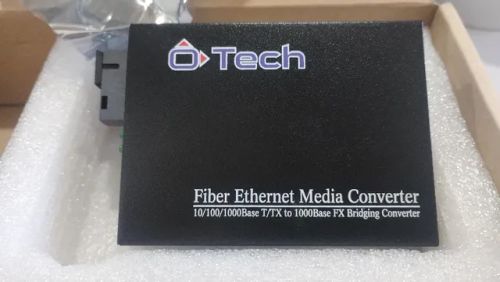 O Tech
Fiber Ethernet Media Converter
10/100/1000Base T/TX to 1000Base FX Bridging Converter